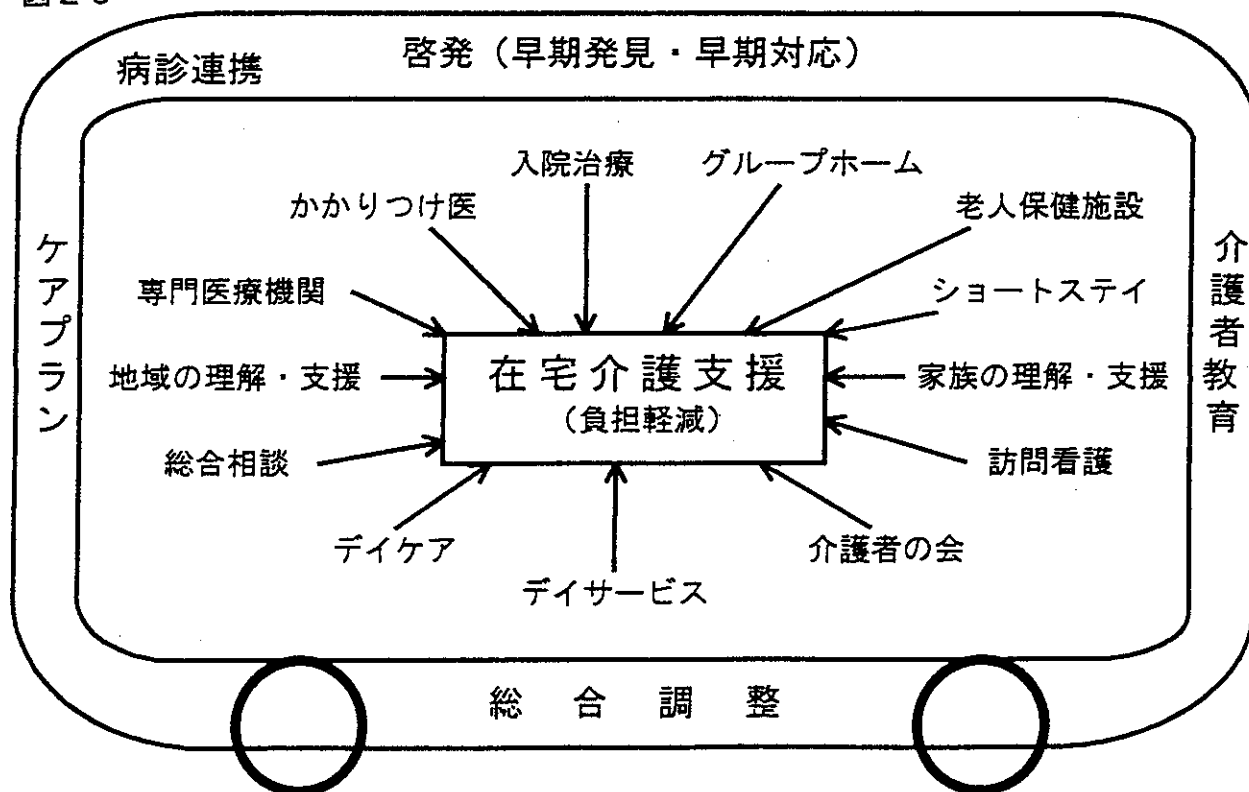 病診連携
啓発（早期発見・早期対応）
入院治療
グループホーム
かかりつけ医
老人保健施設
専門医療機関
ショートステイ
ケアプラン
在宅介護支援
（負担軽減）
介護者教育
地域の理解・支援
家族の理解・支援
総合相談
訪問看護
デイケア
介護者の会
デイサービス
総合調整